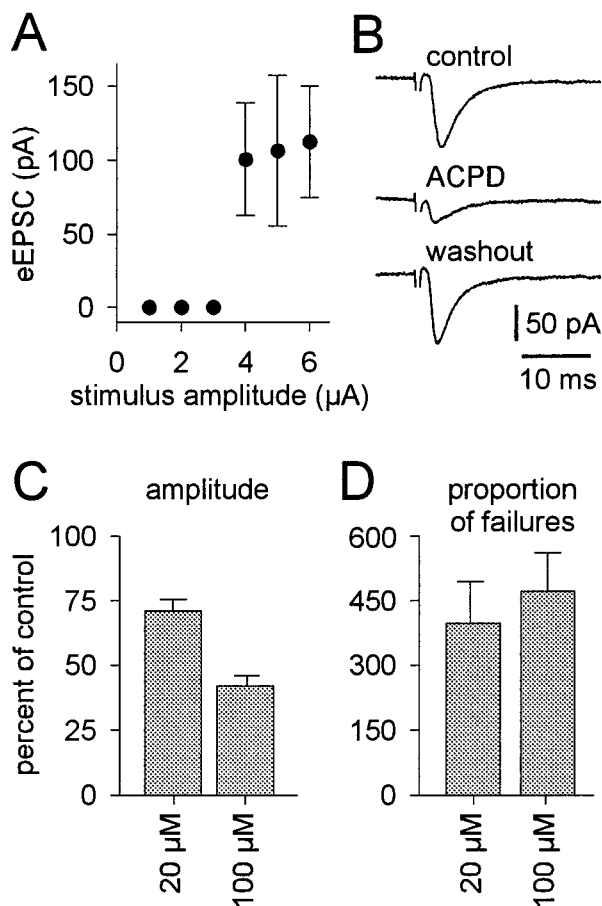 A
eEPSC (pA)
150
100
50
0
0 2 4 6
stimulus amplitude (µA)
B
control
ACPD
washout
50 pA
10 ms
C
amplitude
percent of control
100
75
50
25
0
20 µM
100 µM
D
proportion
of failures
600
450
300
150
0
20 µM
100 µM